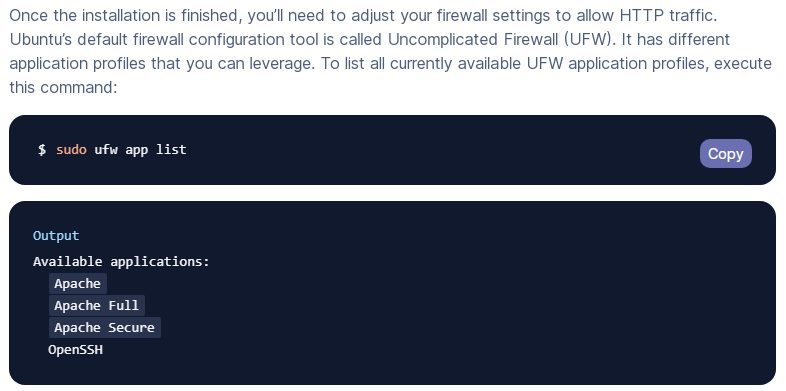 Once the installation is finished, you’ll need to adjust your firewall settings to allow HTTP traffic.
Ubuntu’s default firewall configuration tool is called Uncomplicated Firewall (UFW). It has different
application profiles that you can leverage. To list all currently available UFW application profiles, execute
this command:
$ sudo ufw app list
Copy
Output
Available applications:
Apache
Apache Full
Apache Secure
OpenSSH